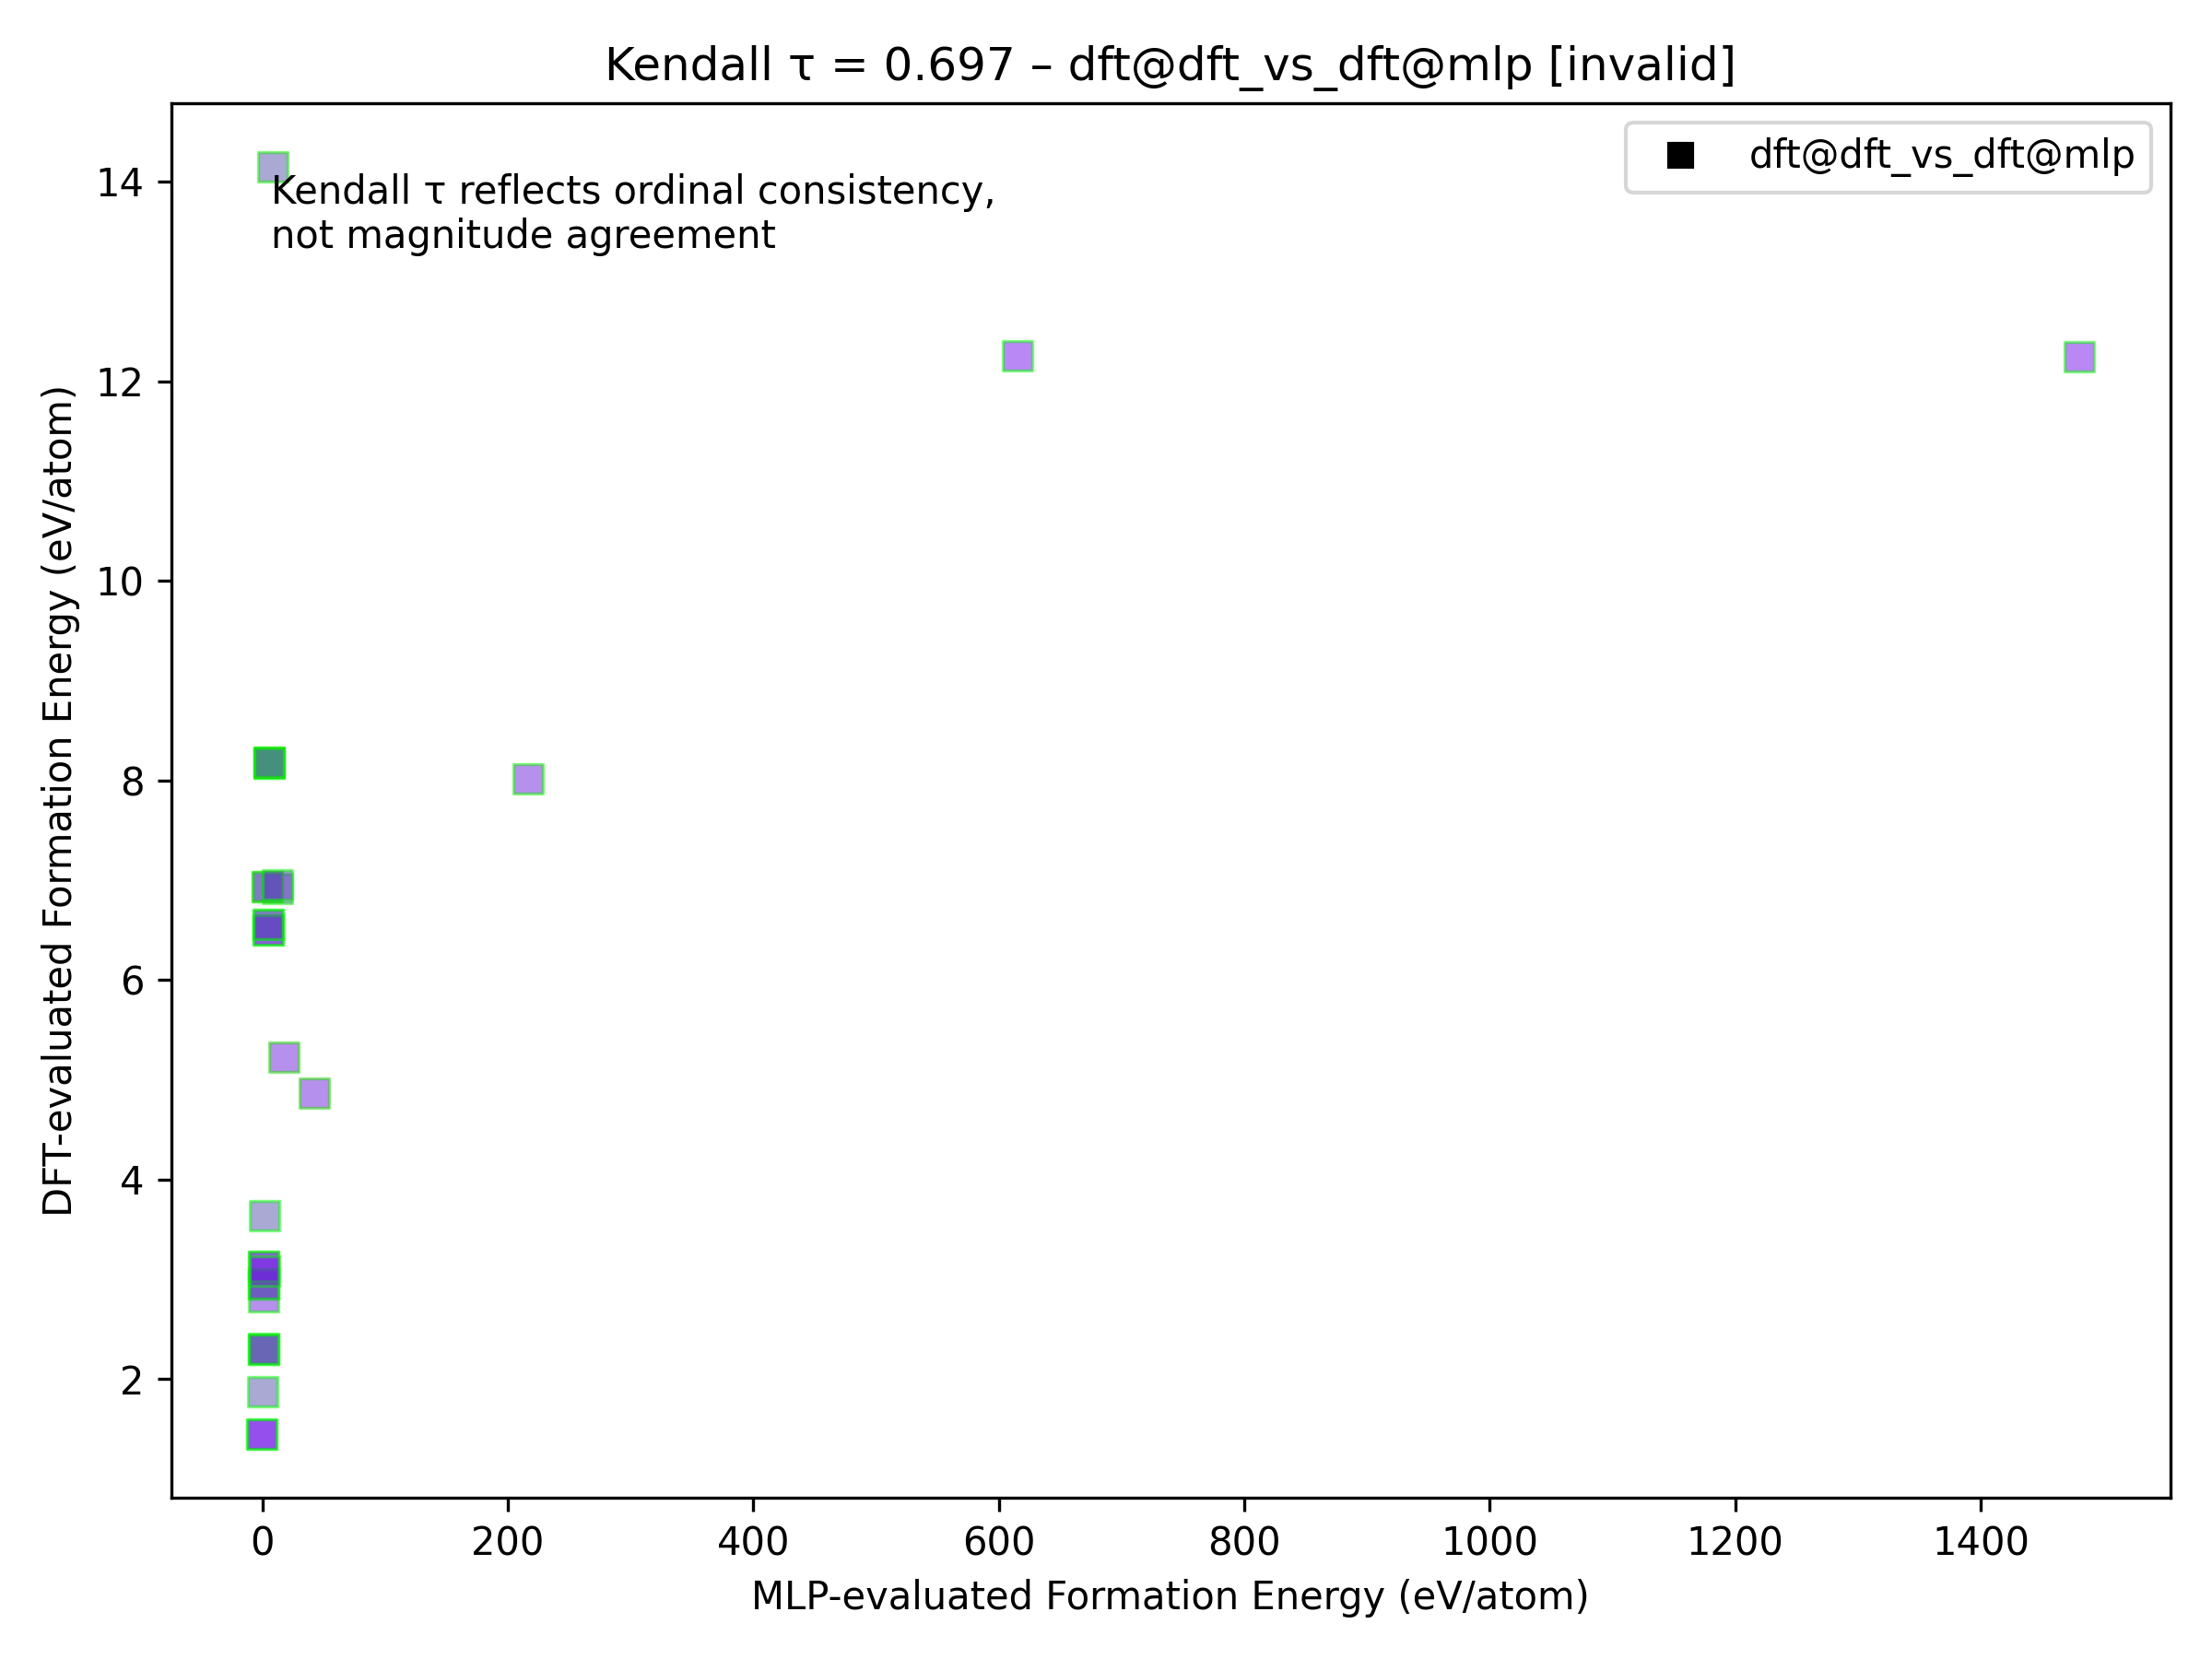 Kendall τ = 0.697 – dft@dft_vs_dft@mlp [invalid]
dft@dft_vs_dft@mlp
Kendall τ reflects ordinal consistency,
not magnitude agreement
DFT-evaluated Formation Energy (eV/atom)
14
12
10
8
6
4
2
0 200 400 600 800 1000 1200 1400
MLP-evaluated Formation Energy (eV/atom)